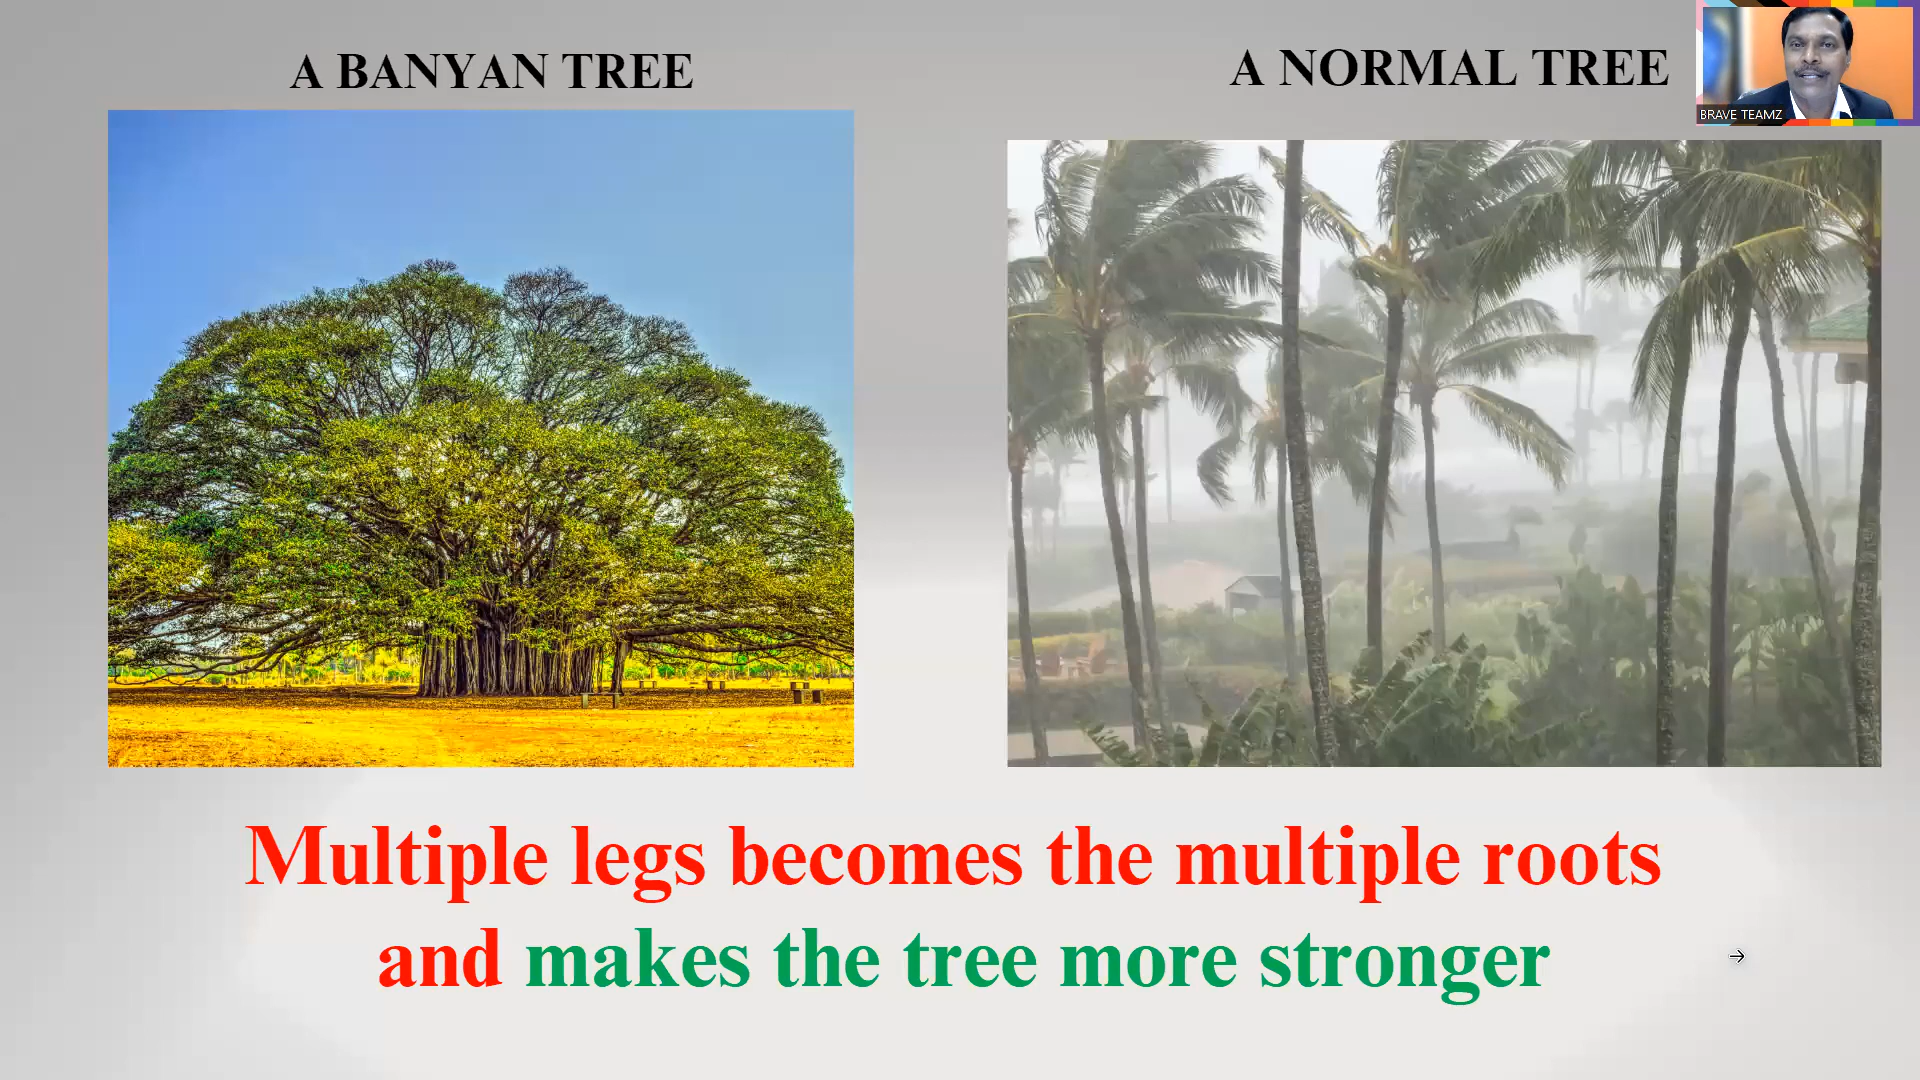 A BANYAN TREE
A NORMAL TREE
BRAVE TEAMZ
Multiple legs becomes the multiple roots
and makes the tree more stronger